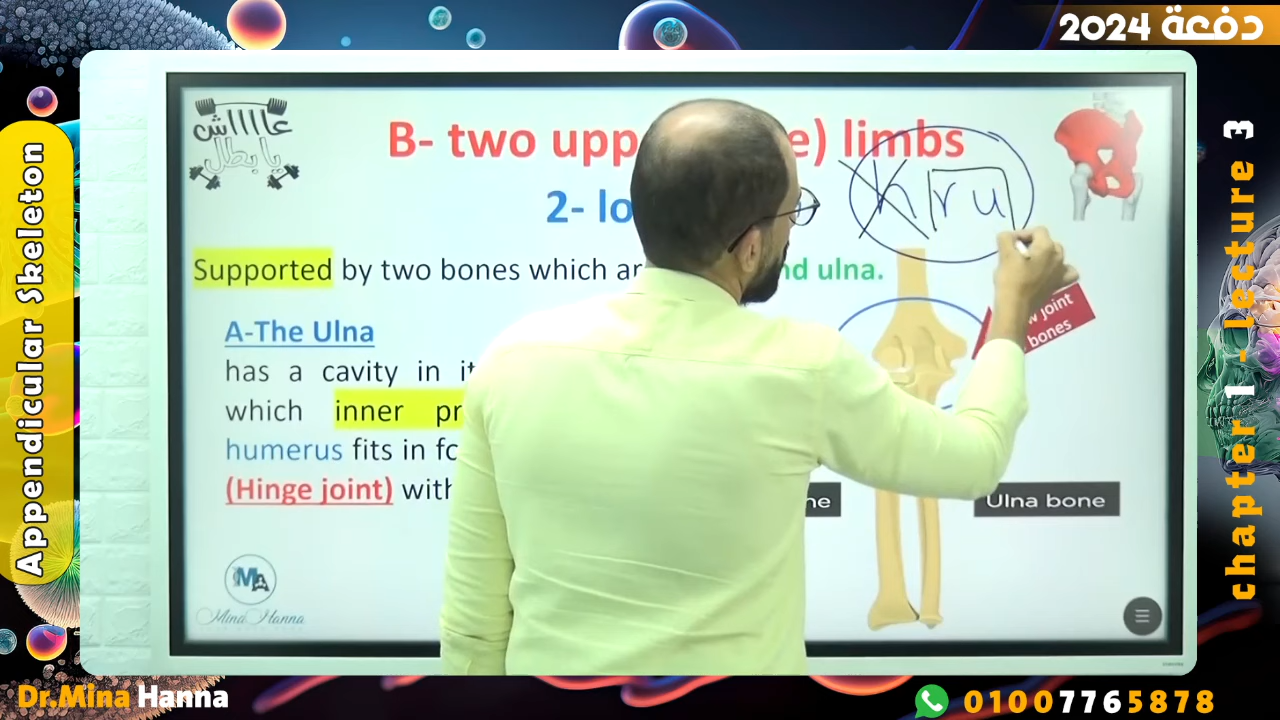 دفعة 2024
Appendicular Skeleton
chapter 1 - lecture 3
عاااااش
يا بطل
B- two upp e) limbs
2- lo
K ru
Supported by two bones which ar nd ulna.
A-The Ulna
has a cavity in it
which inner pr
humerus fits in fo
(Hinge joint) with
joint
bones
ne
Ulna bone
MA
Mina Hanna
Dr.Mina Hanna
01007765878